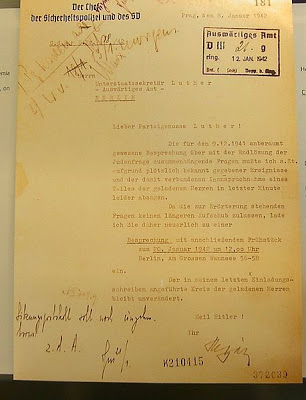 181
Der Chef
der Sicherheitspolizei und des SD
Prag, den 8. Januar 1942
Auswärtiges Amt
D III g
eing. 12. JAN. 1942
Herrn
Unterstaatssekretär Luther
- Auswärtiges Amt -
BERLIN
Lieber Parteigenosse Luther!
Die für den 9.12.1941 anberaumt
gewesene Besprechung über mit der Endlösung der
Judenfrage zusammenhängende Fragen mußte ich s.Zt.
aufgrund plötzlich bekannt gegebener Ereignisse
und der damit verbundenen Inanspruchnahme eines
Teiles der geladenen Herren in letzter Minute
leider absagen.
Da die zur Erörterung stehenden
Fragen keinen längeren Aufschub zulassen, lade
ich Sie daher neuerlich zu einer
Besprechung mit anschließendem Frühstück
zum 20. Januar 1942 um 12.00 Uhr
Berlin, Am Grossen Wannsee 56-58
ein.
Der in meinem letzten Einladungs-
schreiben angeführte Kreis der geladenen Herren
bleibt unverändert.
Heil Hitler!
Ihr
z.d.A.
K210415
372039